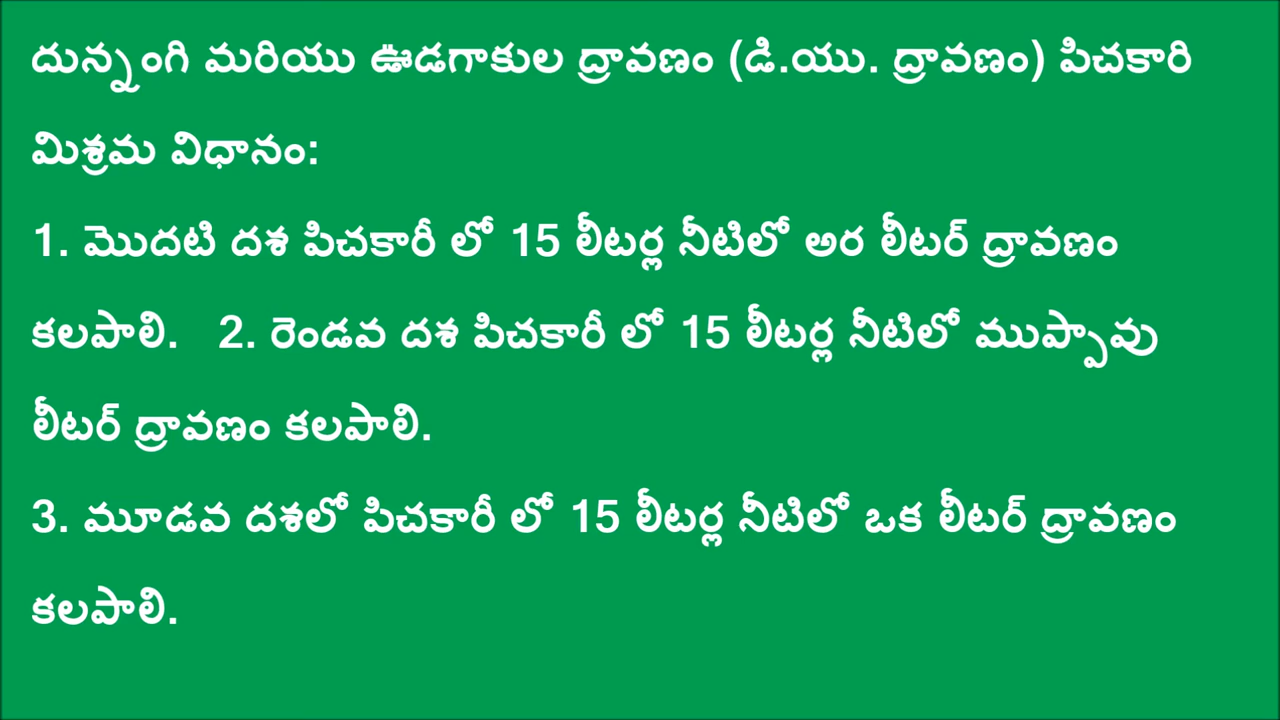 దున్నంగి మరియు ఊడగాకుల ద్రావణం (డి.యు. ద్రావణం) పిచకారి
మిశ్రమ విధానం:
1. మొదటి దశ పిచకారీ లో 15 లీటర్ల నీటిలో అర లీటర్ ద్రావణం
కలపాలి.   2. రెండవ దశ పిచకారీ లో 15 లీటర్ల నీటిలో ముప్పావు
లీటర్ ద్రావణం కలపాలి.
3. మూడవ దశలో పిచకారీ లో 15 లీటర్ల నీటిలో ఒక లీటర్ ద్రావణం
కలపాలి.